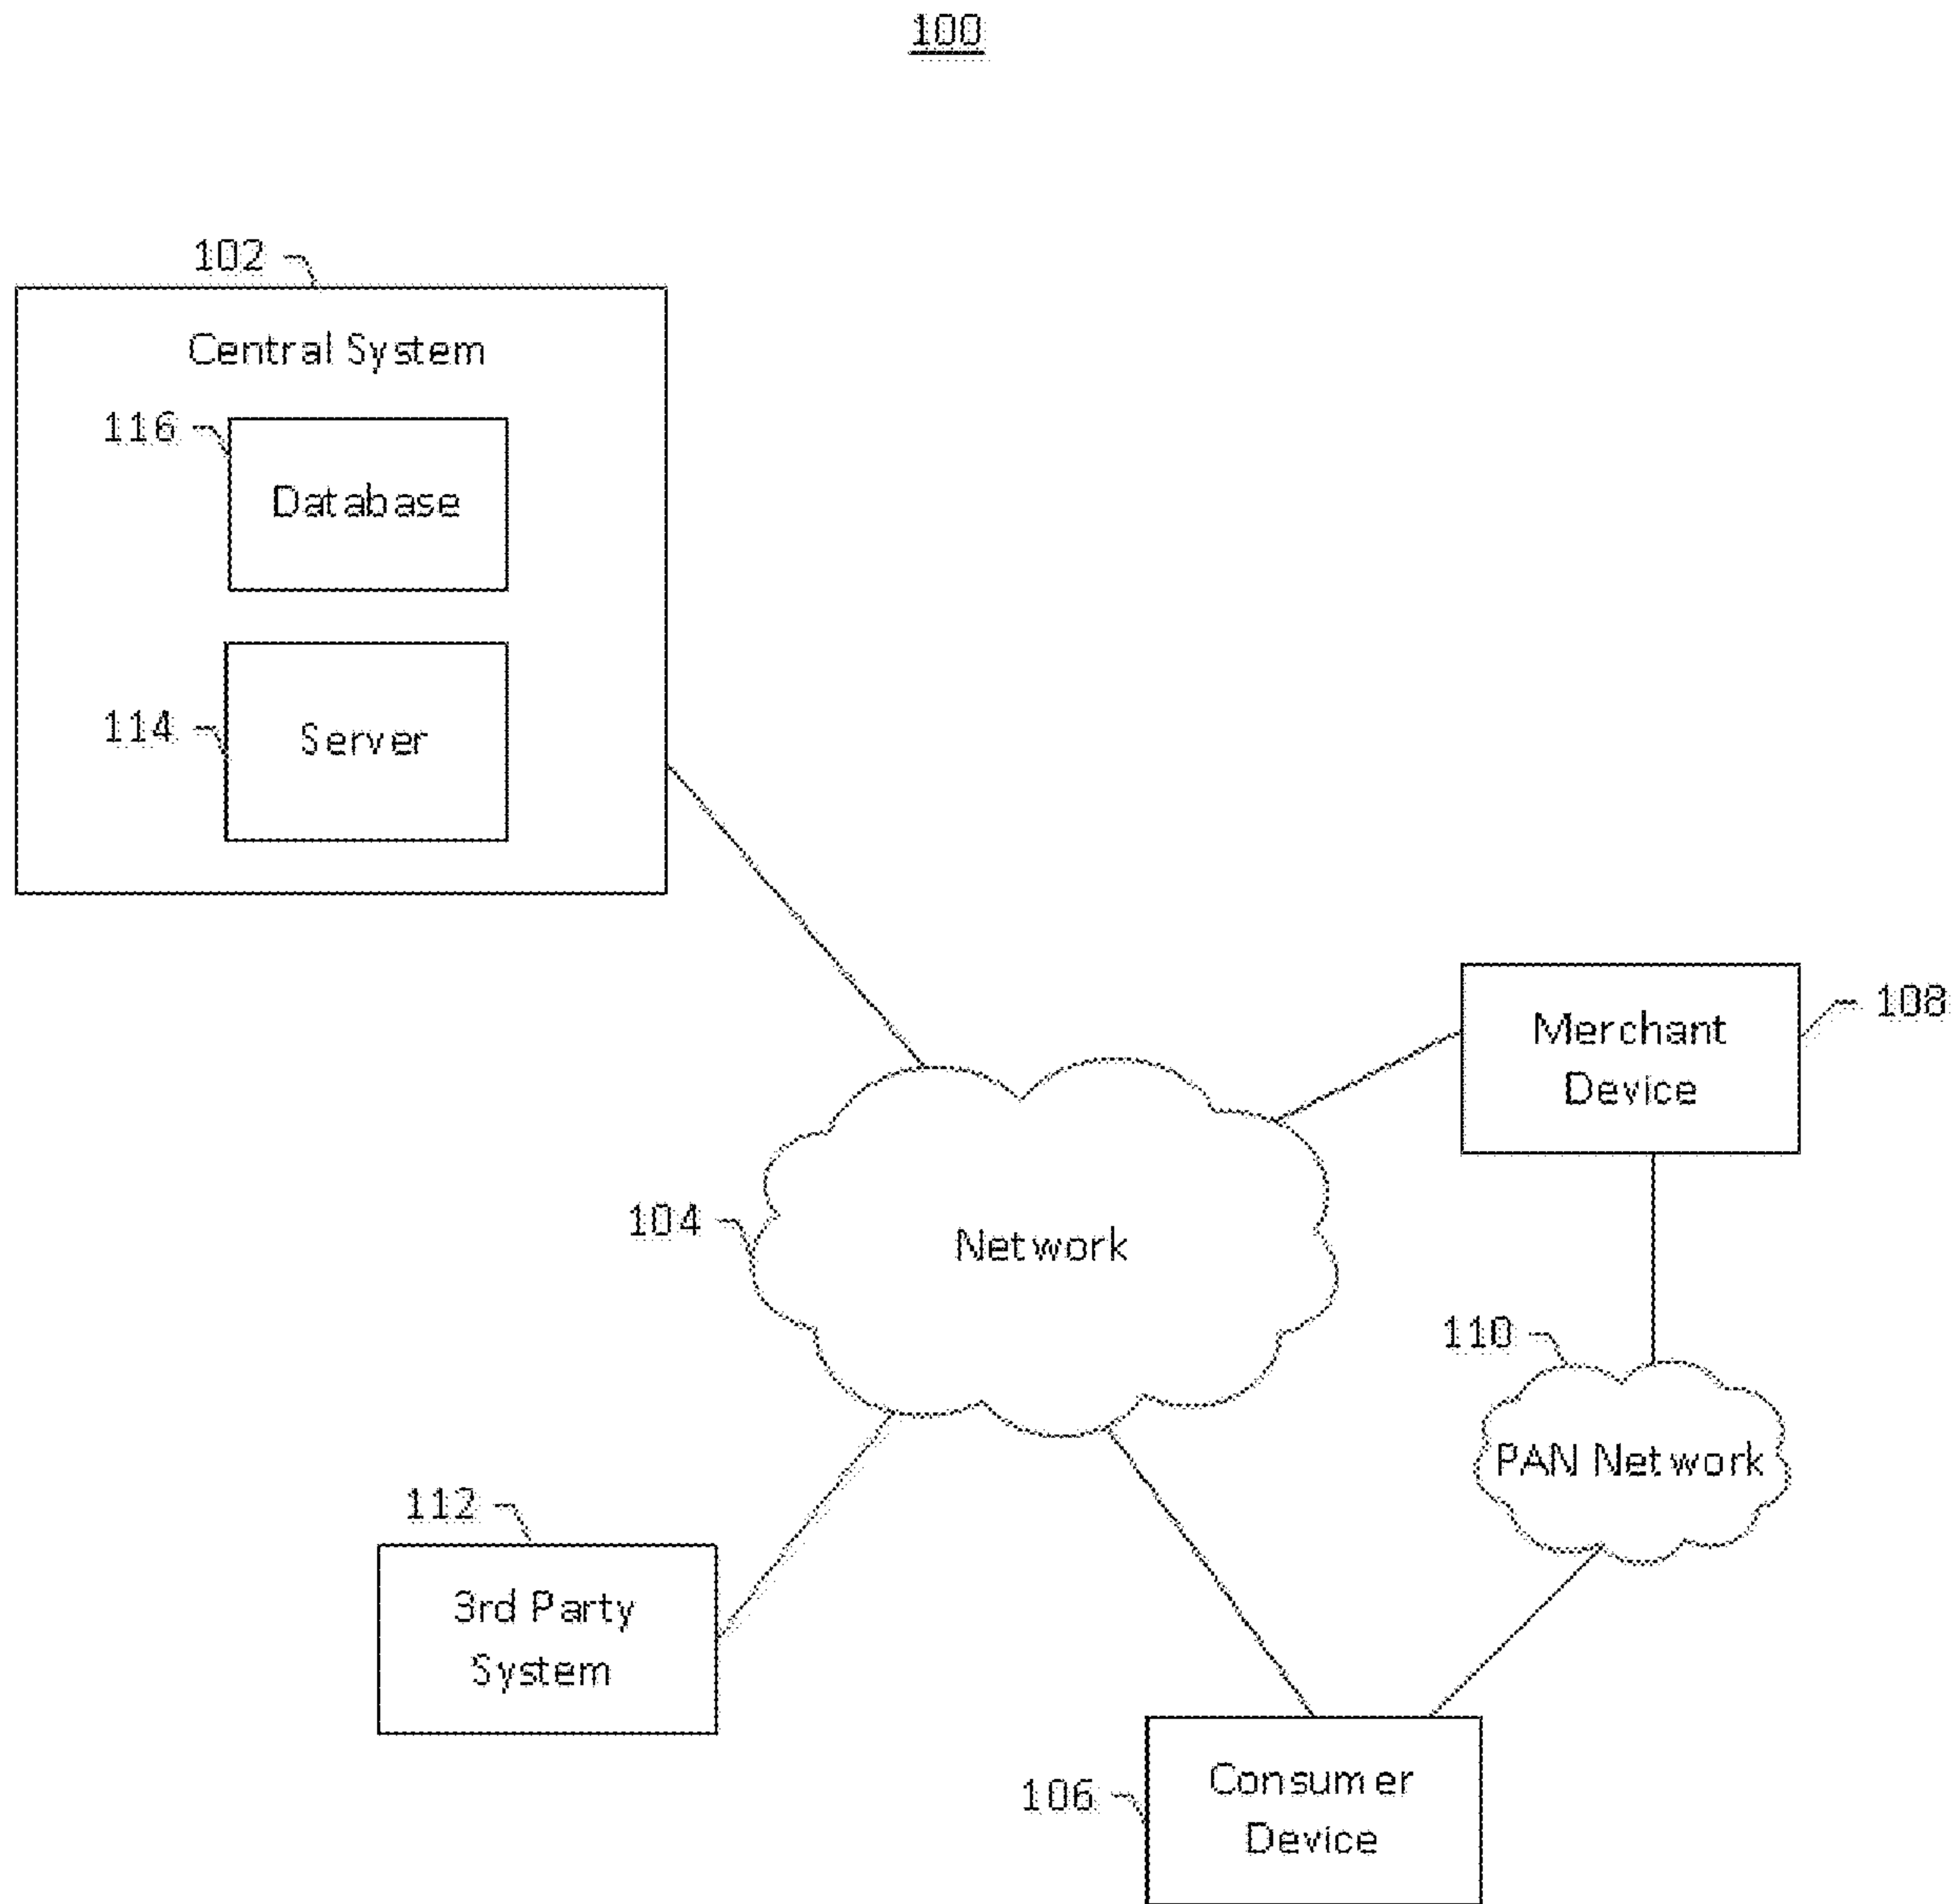 100
102
Central System
116
Database
114
Server
108
Merchant
Device
104
Network
110
PAN Network
112
3rd Party
System
106
Consumer
Device